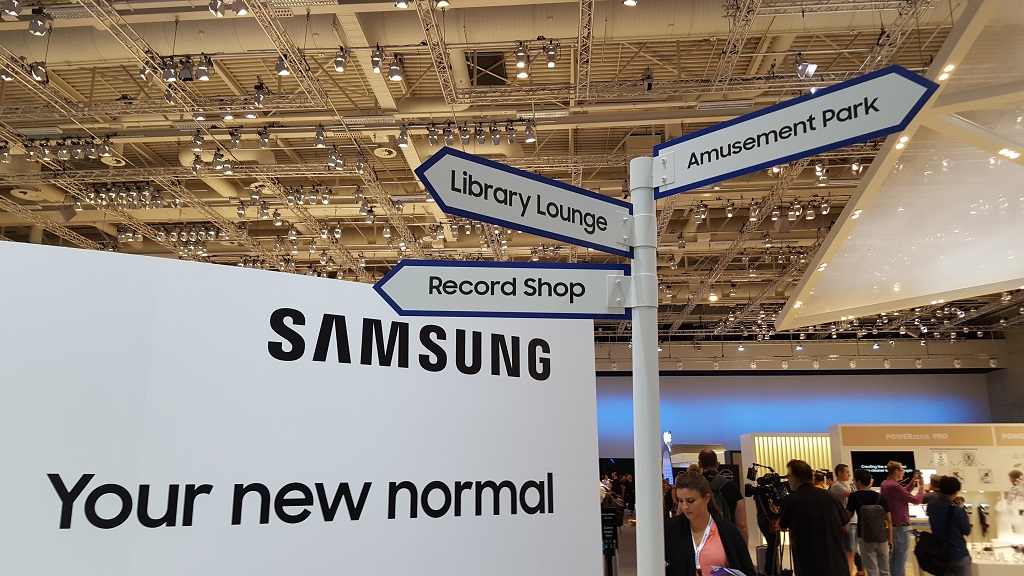 Amusement Park
Library Lounge
Record Shop
SAMSUNG
Your new normal
POWERstick PRO